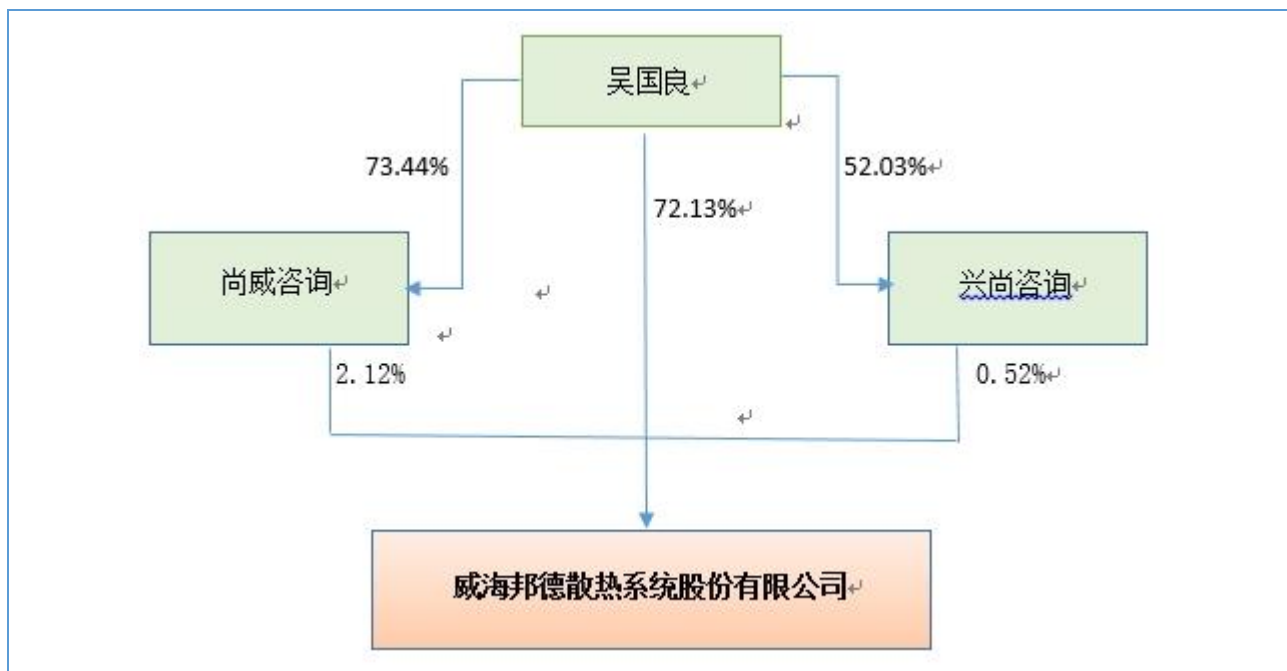 吴国良
73.44%
52.03%
72.13%
尚威咨询
兴尚咨询
2.12%
0.52%
威海邦德散热系统股份有限公司